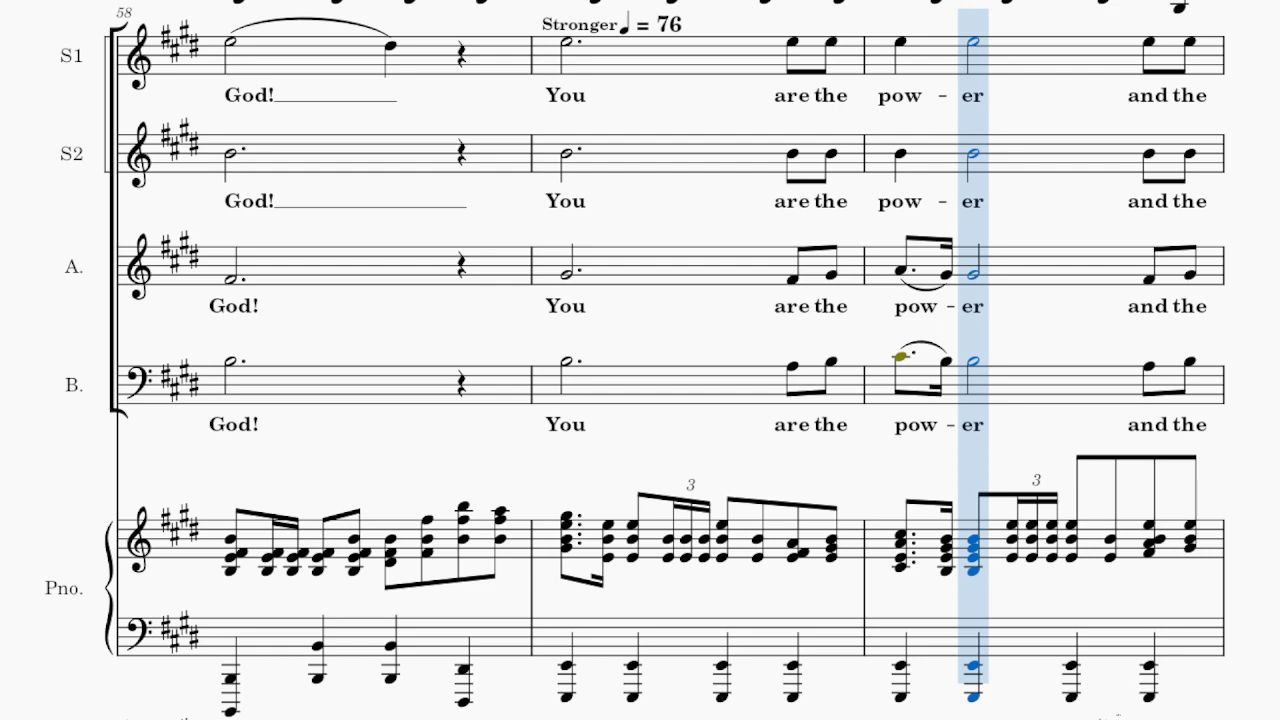 58
Stronger ♩ = 76
S1
God! You are the pow - er and the
S2
God! You are the pow - er and the
A.
God! You are the pow - er and the
B.
God! You are the pow - er and the
3 3
Pno.